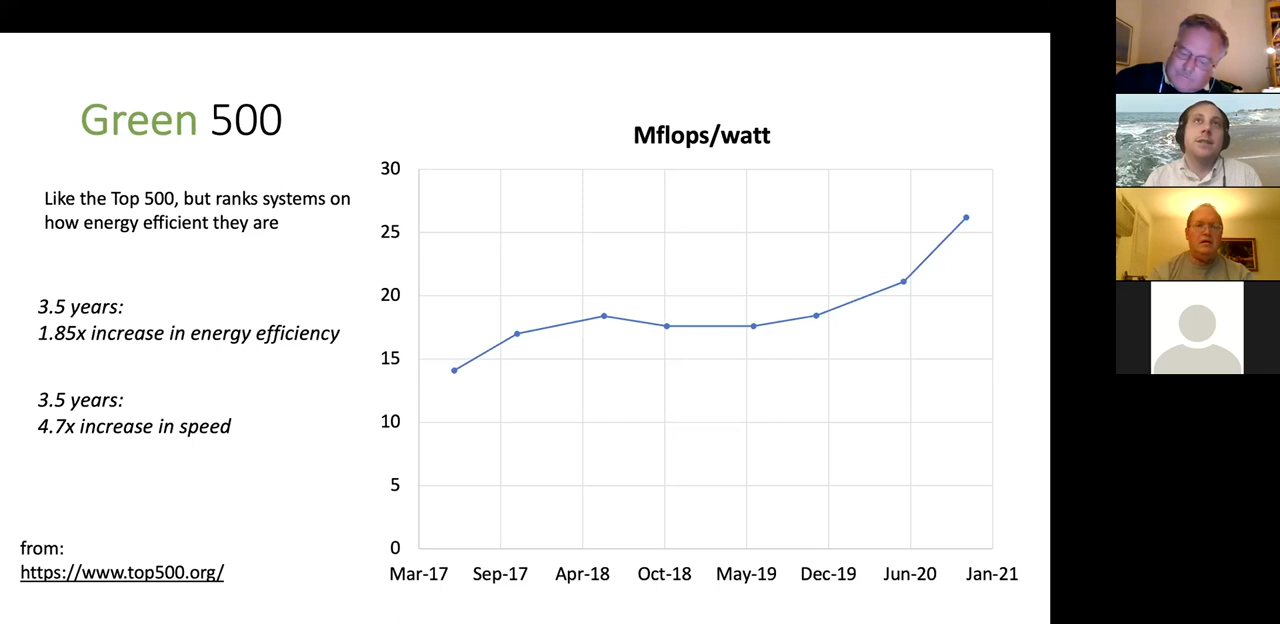 Green 500
Like the Top 500, but ranks systems on
how energy efficient they are
3.5 years:
1.85x increase in energy efficiency
3.5 years:
4.7x increase in speed
from:
https://www.top500.org/
Mflops/watt
30
25
20
15
10
5
0
Mar-17 Sep-17 Apr-18 Oct-18 May-19 Dec-19 Jun-20 Jan-21